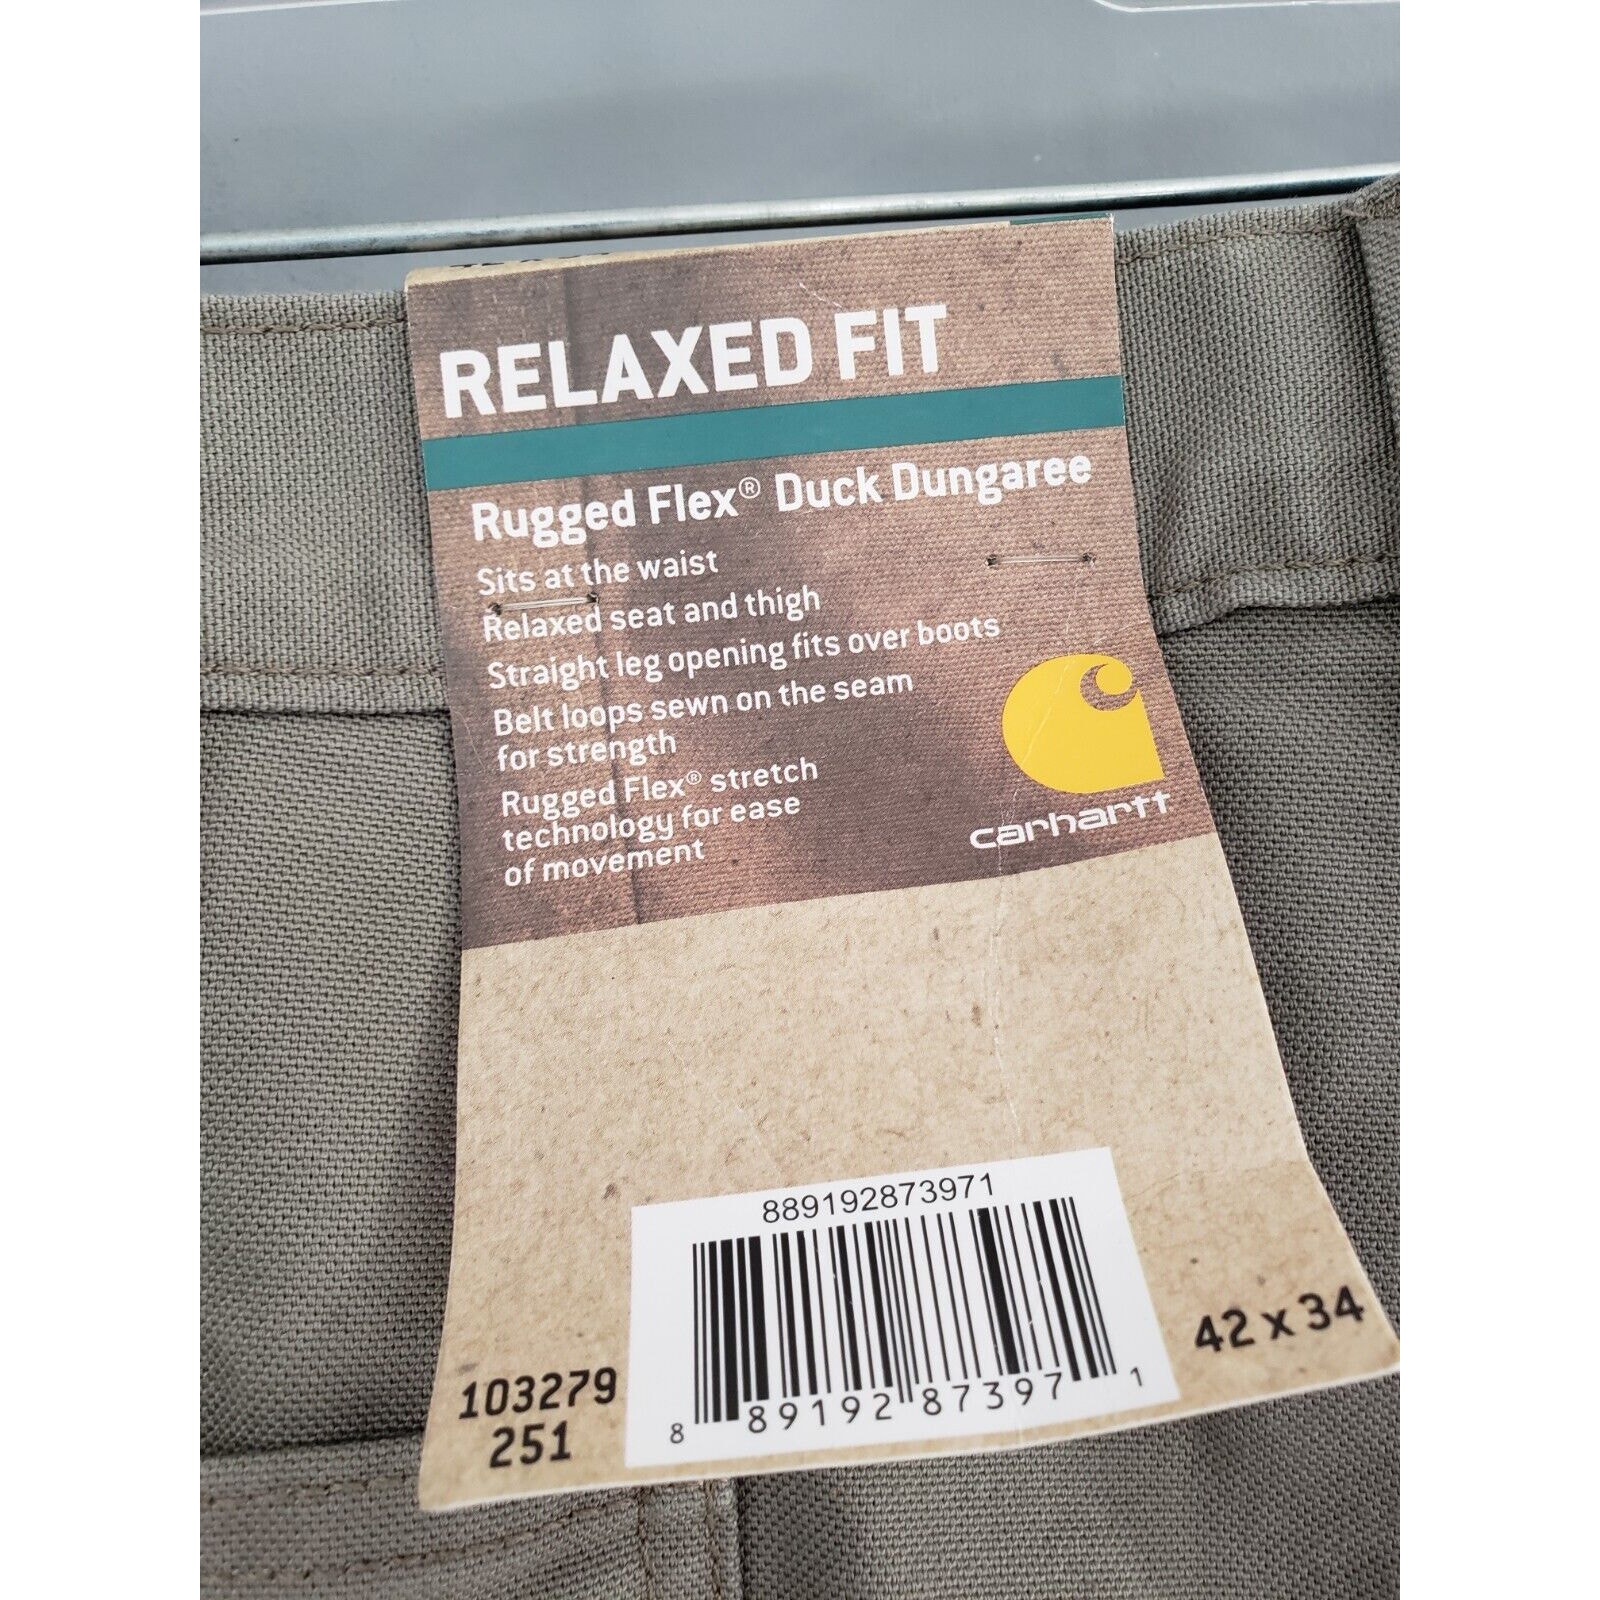 RELAXED FIT
Rugged Flex® Duck Dungaree
Sits at the waist
Relaxed seat and thigh
Straight leg opening fits over boots
Belt loops sewn on the seam
for strength
Rugged Flex® stretch
technology for ease
of movement
carhartt
889192873971
8 89192 87397 1
103279
251
42 x 34